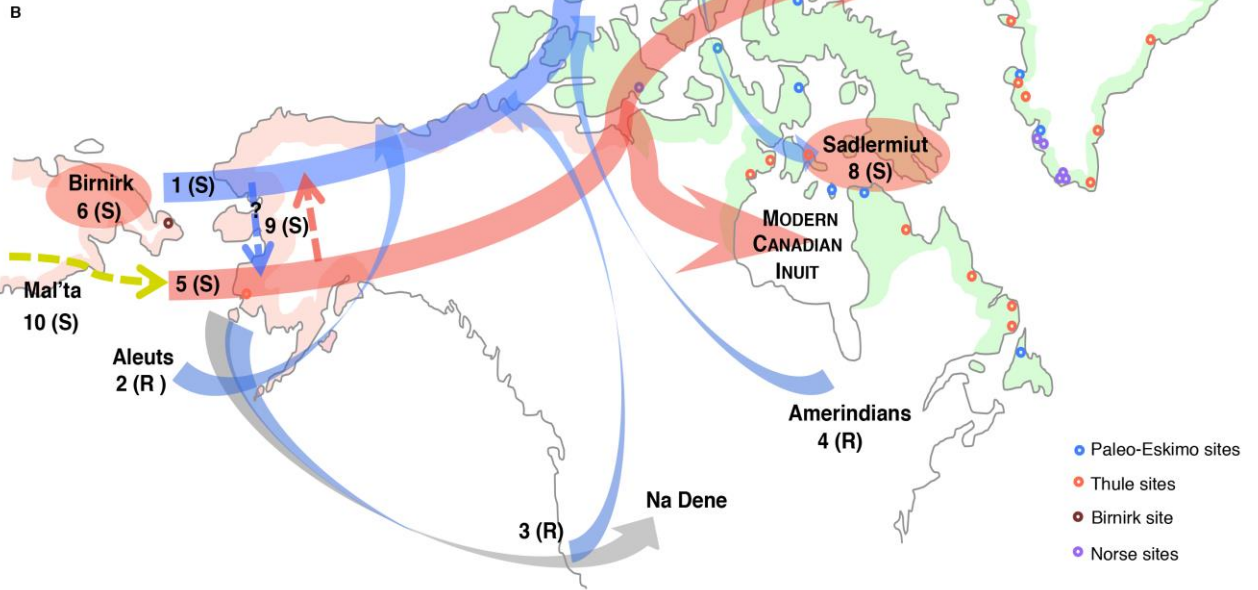 B
Birnirk
6 (S)
1 (S)
?
9 (S)
5 (S)
Mal'ta
10 (S)
Aleuts
2 (R )
3 (R)
Na Dene
Sadlermiut
8 (S)
MODERN
CANADIAN
INUIT
Amerindians
4 (R)
Paleo-Eskimo sites
Thule sites
Birnirk site
Norse sites